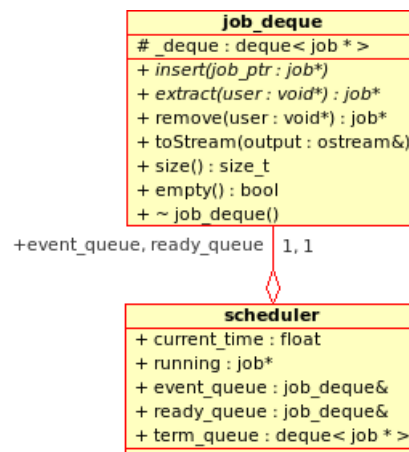 job_deque
# _deque : deque< job * >
+ insert(job_ptr : job*)
+ extract(user : void*) : job*
+ remove(user : void*) : job*
+ toStream(output : ostream&)
+ size() : size_t
+ empty() : bool
+ ~ job_deque()
+event_queue, ready_queue 1, 1
scheduler
+ current_time : float
+ running : job*
+ event_queue : job_deque&
+ ready_queue : job_deque&
+ term_queue : deque< job * >